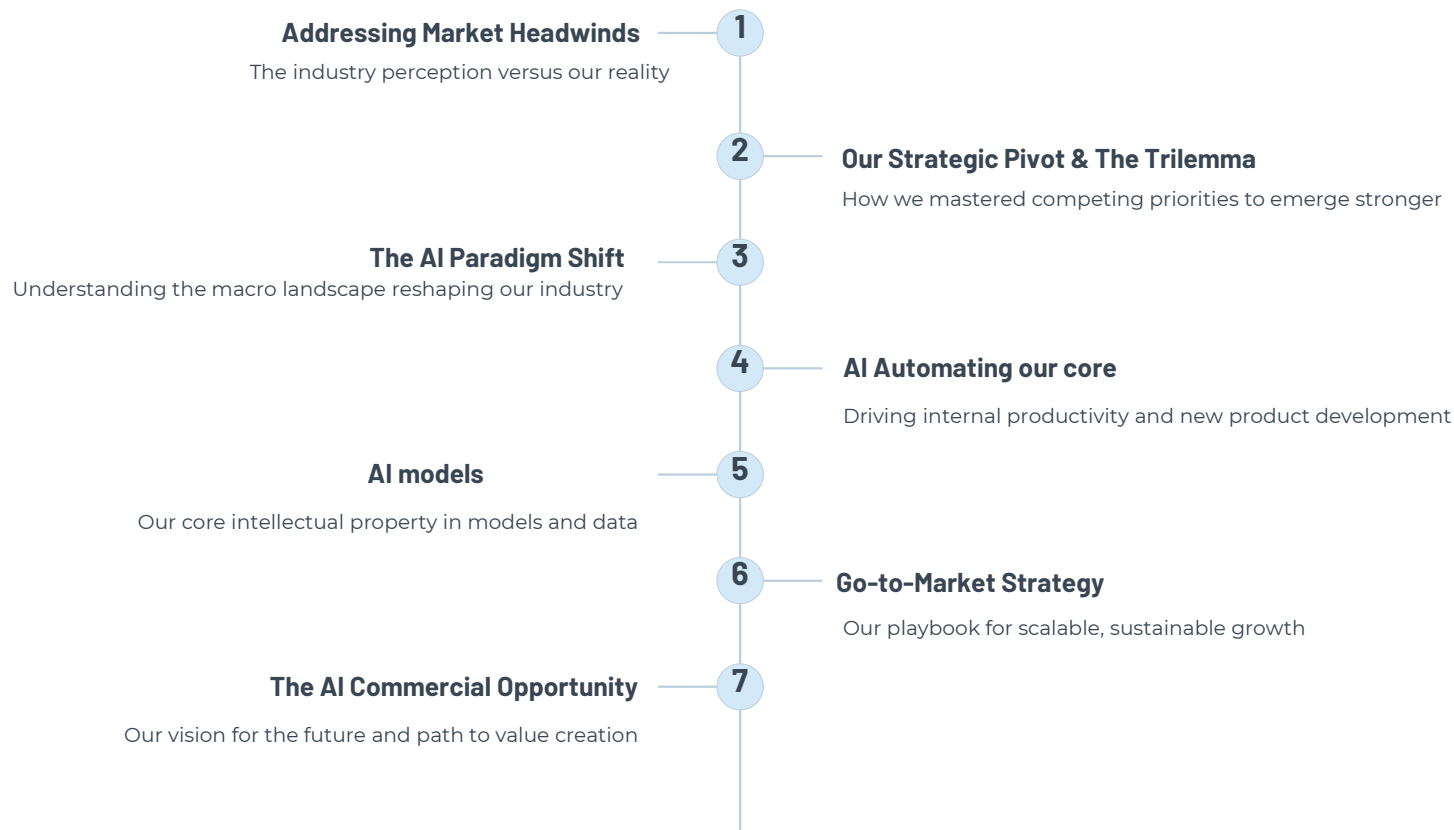 Addressing Market Headwinds
1
The industry perception versus our reality
2
Our Strategic Pivot & The Trilemma
How we mastered competing priorities to emerge stronger
The AI Paradigm Shift
3
Understanding the macro landscape reshaping our industry
4
AI Automating our core
Driving internal productivity and new product development
AI models
5
Our core intellectual property in models and data
6
Go-to-Market Strategy
Our playbook for scalable, sustainable growth
The AI Commercial Opportunity
7
Our vision for the future and path to value creation